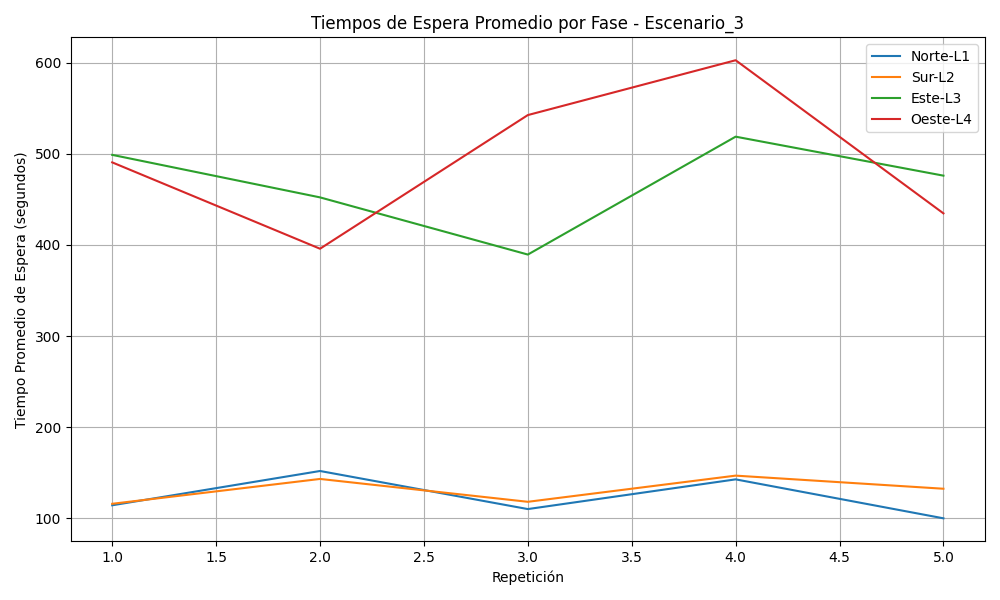 Tiempos de Espera Promedio por Fase - Escenario_3
Norte-L1
Sur-L2
Este-L3
Oeste-L4
Tiempo Promedio de Espera (segundos)
600
500
400
300
200
100
1.0 1.5 2.0 2.5 3.0 3.5 4.0 4.5 5.0
Repetición